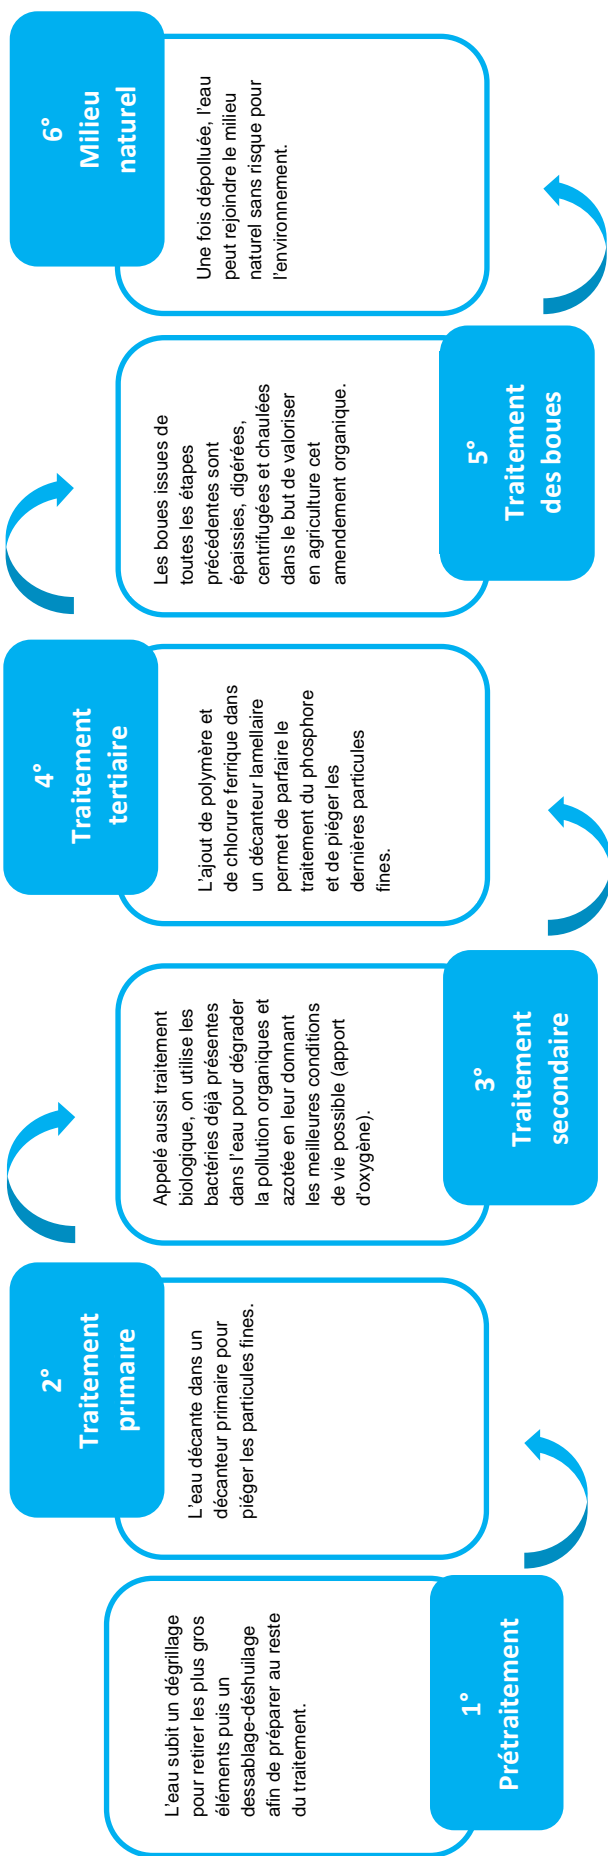 L'eau subit un dégrillage
pour retirer les plus gros
éléments puis un
dessablage-déshuilage
afin de préparer au reste
du traitement.
1°
Prétraitement
2°
Traitement
primaire
L'eau décante dans un
décanteur primaire pour
piéger les particules fines.
Appelé aussi traitement
biologique, on utilise les
bactéries déjà présentes
dans l'eau pour dégrader
la pollution organiques et
azotée en leur donnant
les meilleures conditions
de vie possible (apport
d'oxygène).
3°
Traitement
secondaire
4°
Traitement
tertiaire
L'ajout de polymère et
de chlorure ferrique dans
un décanteur lamellaire
permet de parfaire le
traitement du phosphore
et de piéger les
dernières particules
fines.
Les boues issues de
toutes les étapes
précédentes sont
épaissies, digérées,
centrifugées et chaulées
dans le but de valoriser
en agriculture cet
amendement organique.
5°
Traitement
des boues
6°
Milieu
naturel
Une fois dépolluée, l'eau
peut rejoindre le milieu
naturel sans risque pour
l'environnement.